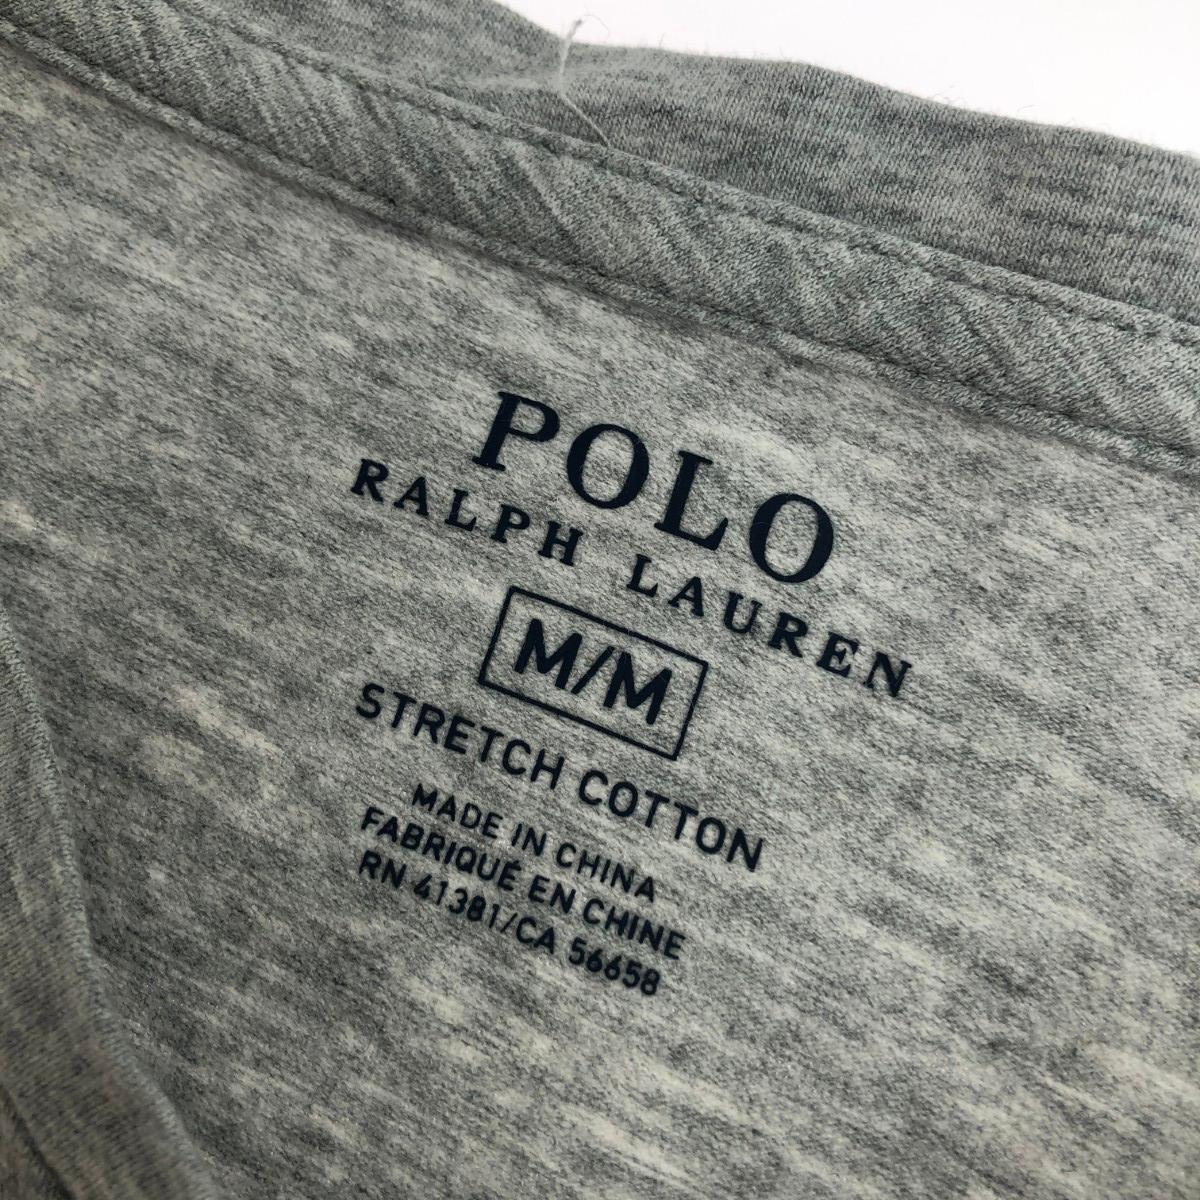 POLO
RALPH LAUREN
M/M
STRETCH COTTON
MADE IN CHINA
FABRIQUÉ EN CHINE
RN 41381/CA 56658